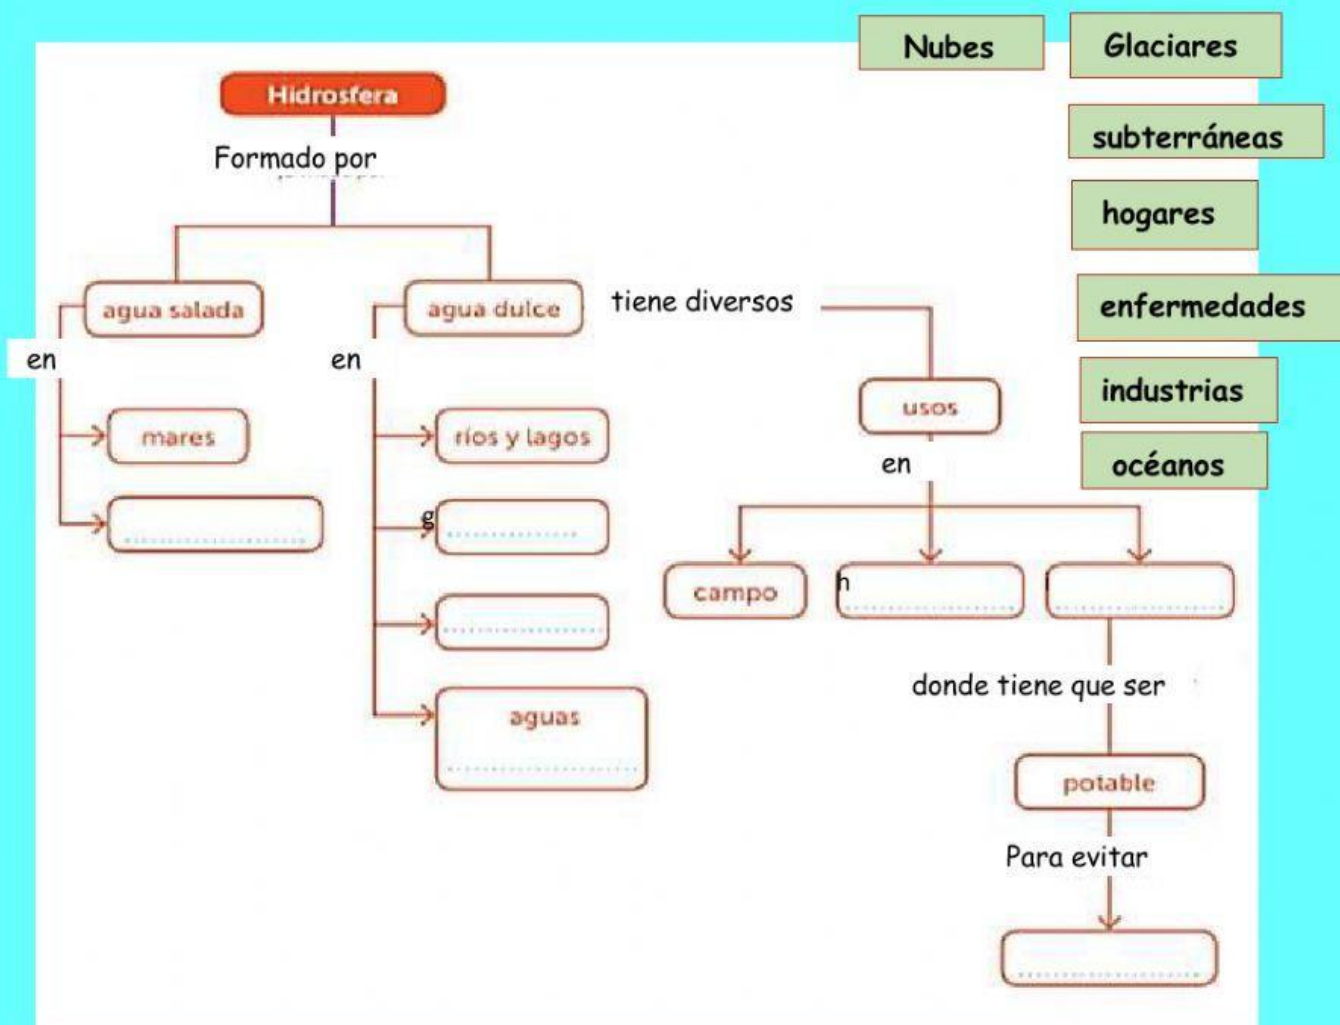 Nubes
Glaciares
Hidrosfera
Formado por
subterráneas
hogares
agua salada
agua dulce
tiene diversos
enfermedades
en
en
usos
industrias
mares
ríos y lagos
en
océanos
g
campo
h
i
donde tiene que ser
aguas
potable
Para evitar